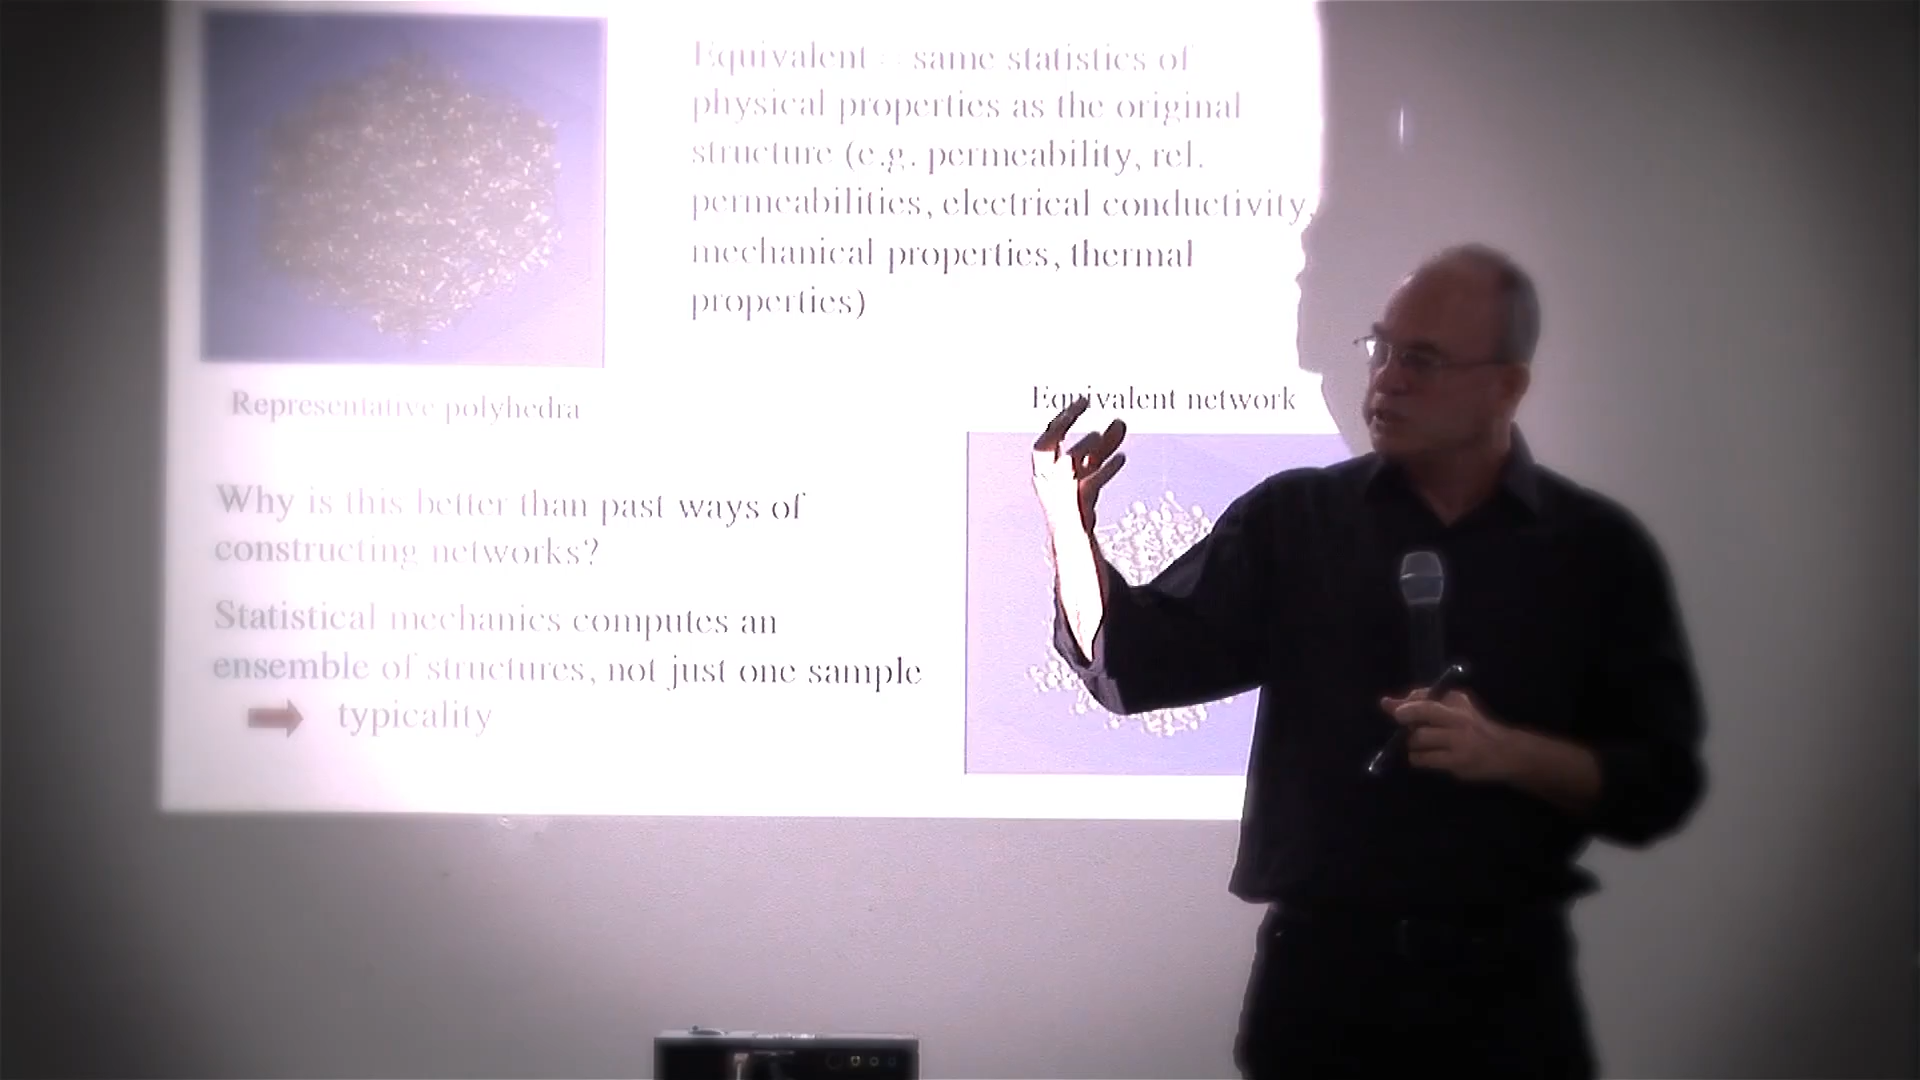 Equivalent = same statistics of
physical properties as the original
structure (e.g. permeability, rel.
permeabilities, electrical conductivity,
mechanical properties, thermal
properties)
Representative polyhedra
Equivalent network
Why is this better than past ways of
constructing networks?
Statistical mechanics computes an
ensemble of structures, not just one sample
typicality